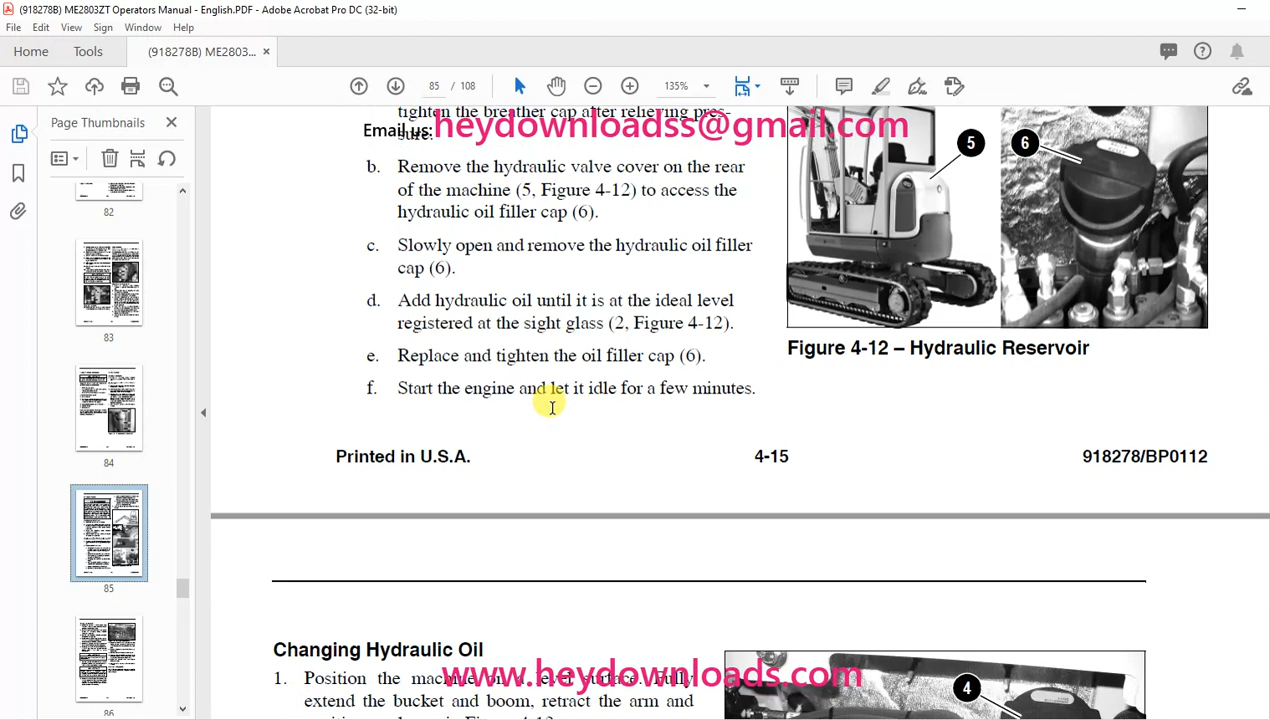 (918278B) ME2803ZT Operators Manual - English.PDF - Adobe Acrobat Pro DC (32-bit)
File Edit View Sign Window Help
Home Tools (918278B) ME2803... ×
85 / 108 135%
Page Thumbnails
82
83
84
85
86
tighten the breather cap after relieving pres-
sure.
Email us: heydownloadss@gmail.com
b. Remove the hydraulic valve cover on the rear
of the machine (5, Figure 4-12) to access the
hydraulic oil filler cap (6).
c. Slowly open and remove the hydraulic oil filler
cap (6).
d. Add hydraulic oil until it is at the ideal level
registered at the sight glass (2, Figure 4-12).
e. Replace and tighten the oil filler cap (6).
f. Start the engine and let it idle for a few minutes.
5
6
Figure 4-12 – Hydraulic Reservoir
Printed in U.S.A. 4-15 918278/BP0112
Changing Hydraulic Oil
www.heydownloads.com
1. Position the machine on a level surface. Fully
extend the bucket and boom, retract the arm and
4